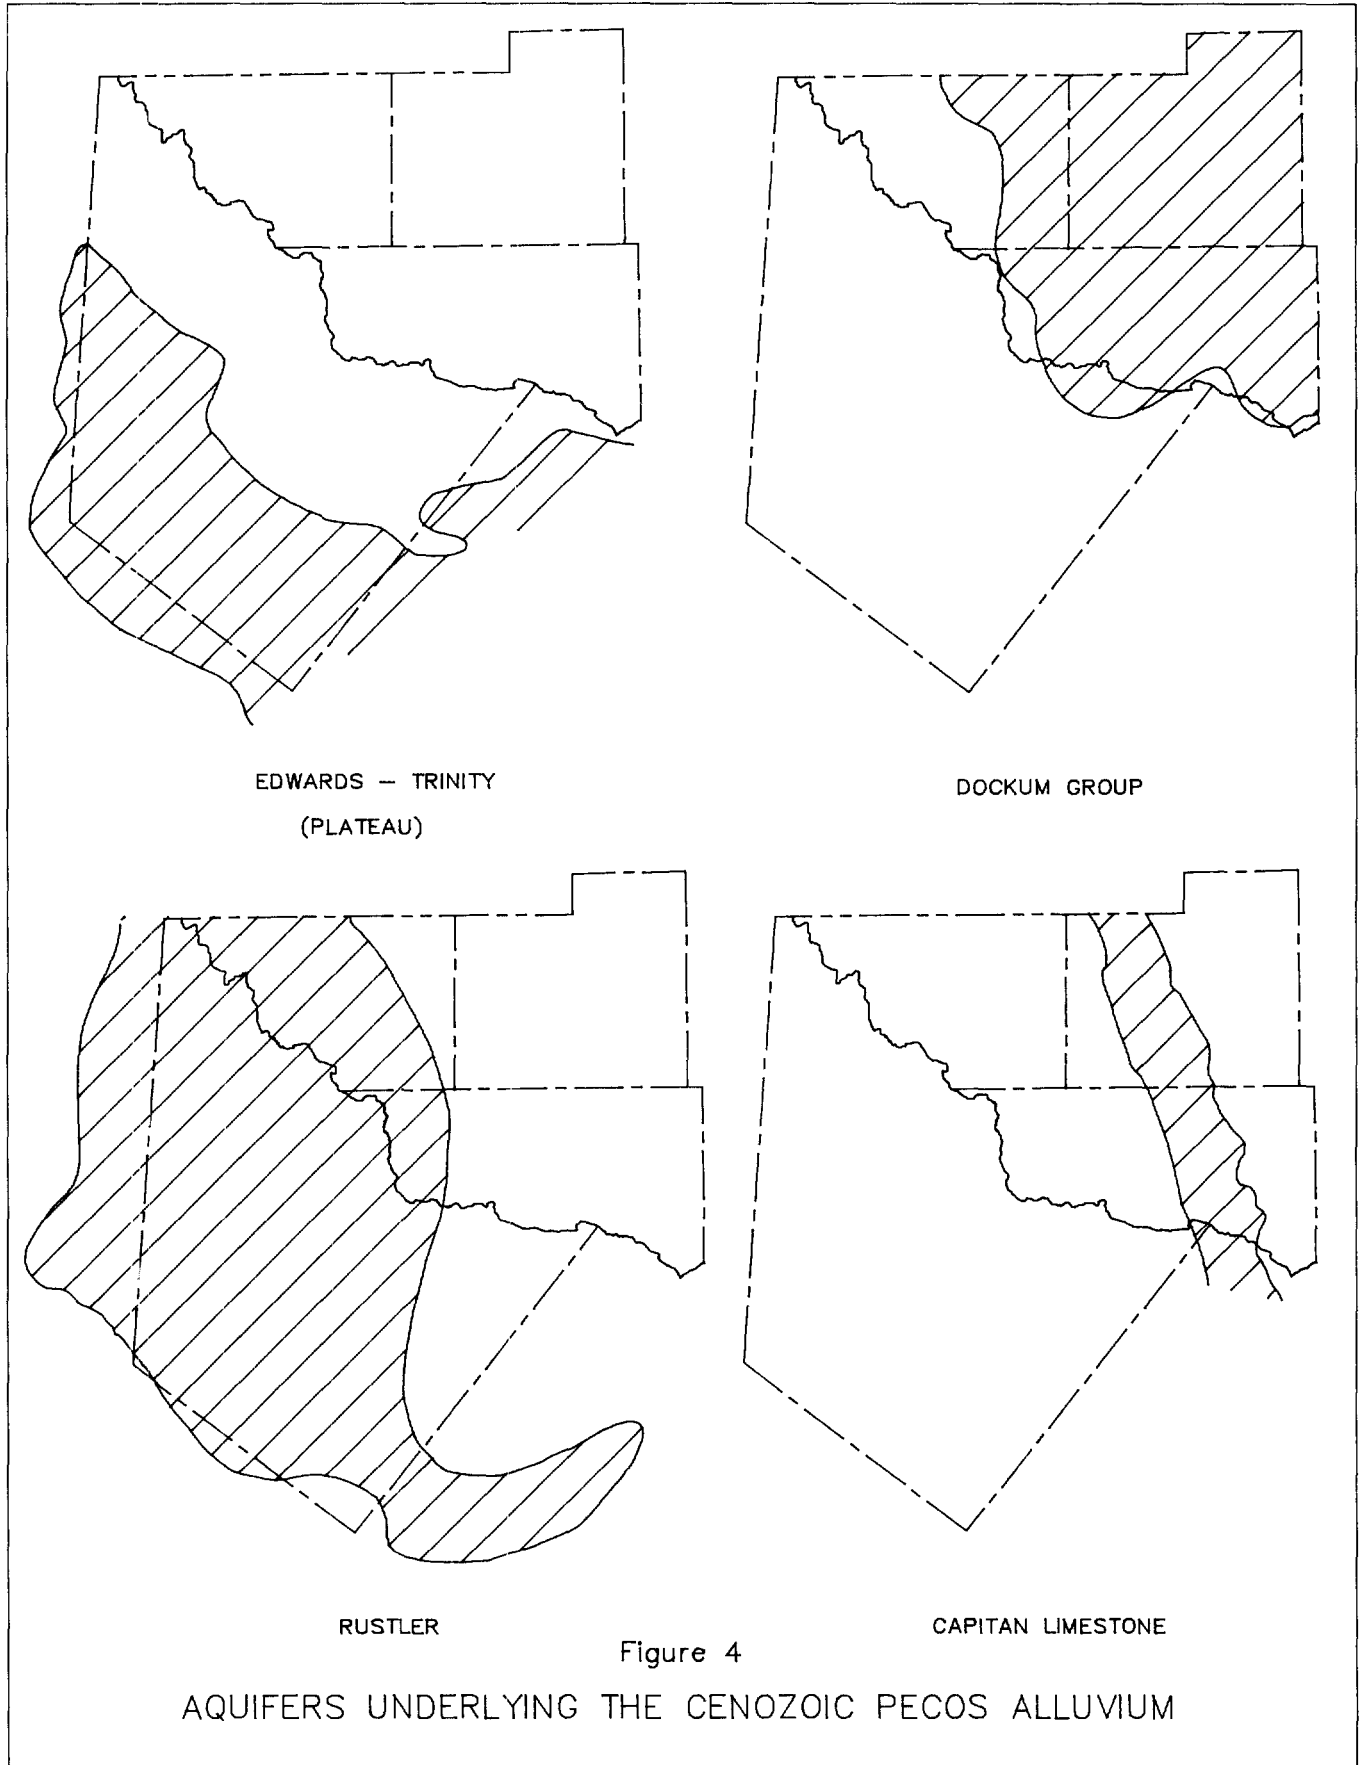 EDWARDS — TRINITY
(PLATEAU)
DOCKUM GROUP
RUSTLER
CAPITAN LIMESTONE
Figure 4
AQUIFERS UNDERLYING THE CENOZOIC PECOS ALLUVIUM